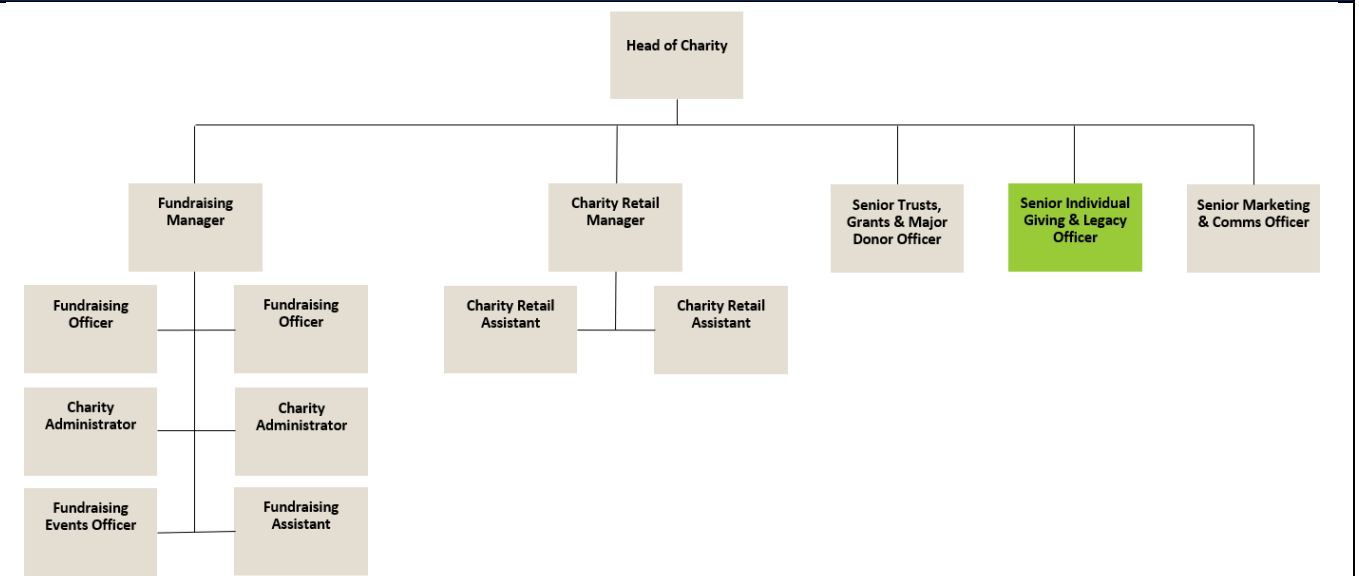 Head of Charity
Fundraising
Manager
Charity Retail
Manager
Senior Trusts,
Grants & Major
Donor Officer
Senior Individual
Giving & Legacy
Officer
Senior Marketing
& Comms Officer
Fundraising
Officer
Fundraising
Officer
Charity Retail
Assistant
Charity Retail
Assistant
Charity
Administrator
Charity
Administrator
Fundraising
Events Officer
Fundraising
Assistant